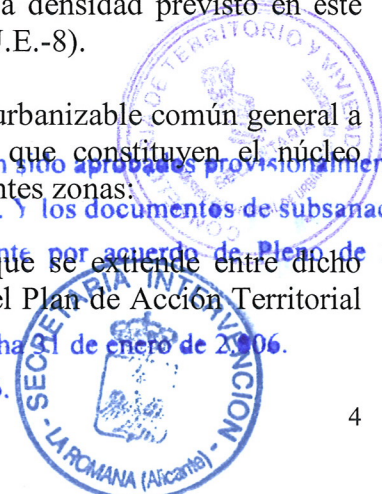 a densidad previsto en este
J.E.-8).
TERRITORIO y VIVIEND
urbanizable común general a
que constituyen el núcleo
n sido aprobados provisionalmen
ntes zonas:
. Y los documentos de subsanac
nte por acuerdo de Pleno de
que se extiende entre dicho
el Plan de Acción Territorial
ha 31 de enero de 2,006.
SECRETARIA INTERVENCION
- LA ROMANA (Alicante) -
4